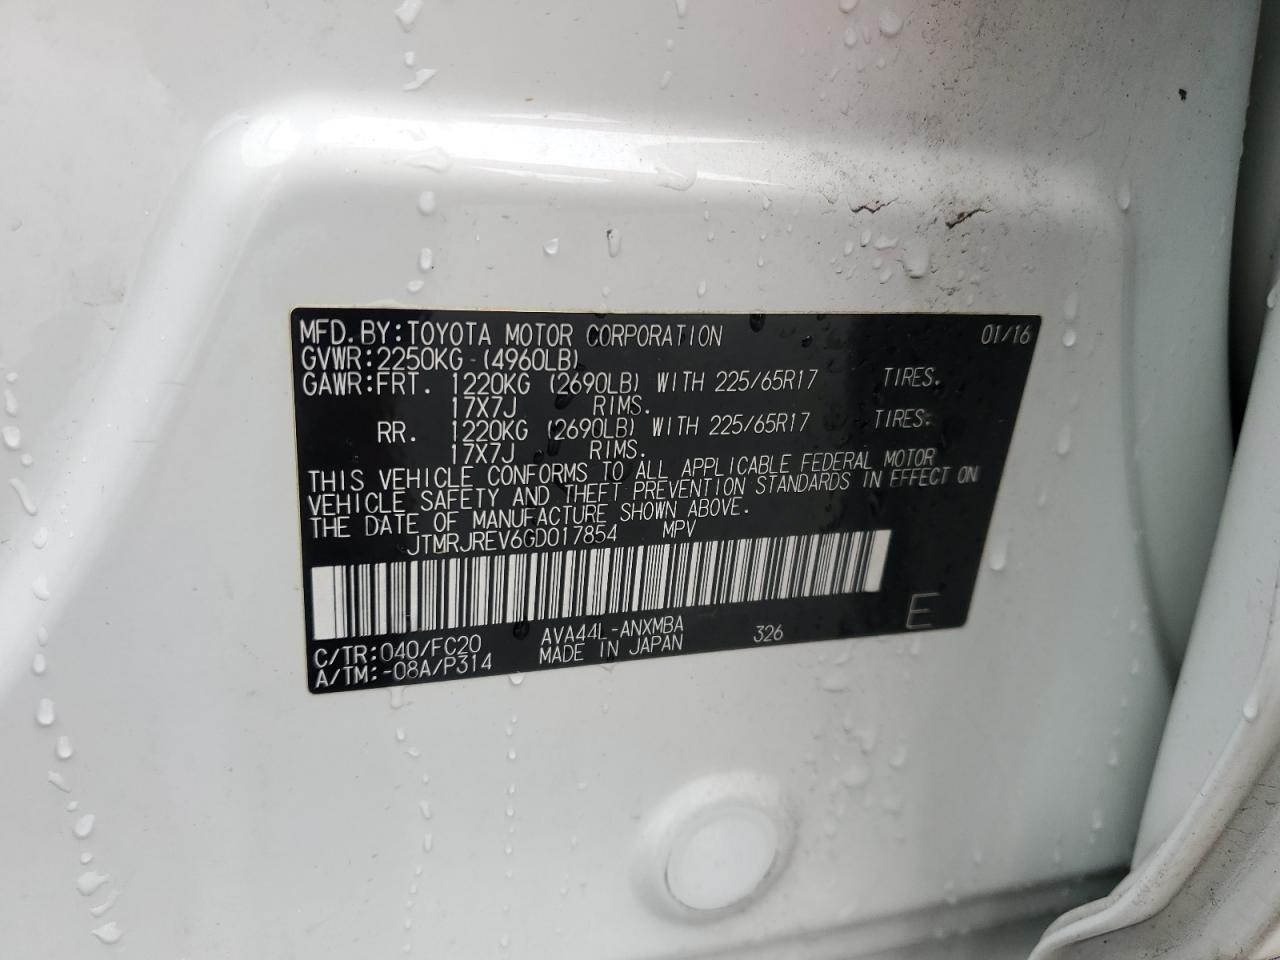 MFD.BY:TOYOTA MOTOR CORPORATION 01/16
GVWR:2250KG (4960LB)
GAWR:FRT. 1220KG (2690LB) WITH 225/65R17 TIRES.
17X7J RIMS.
RR. 1220KG (2690LB) WITH 225/65R17 TIRES.
17X7J RIMS.
THIS VEHICLE CONFORMS TO ALL APPLICABLE FEDERAL MOTOR
VEHICLE SAFETY AND THEFT PREVENTION STANDARDS IN EFFECT ON
THE DATE OF MANUFACTURE SHOWN ABOVE.
JTMRJREV6GD017854 MPV
C/TR:040/FC20 AVA44L-ANXMBA 326 E
A/TM:-08A/P314 MADE IN JAPAN